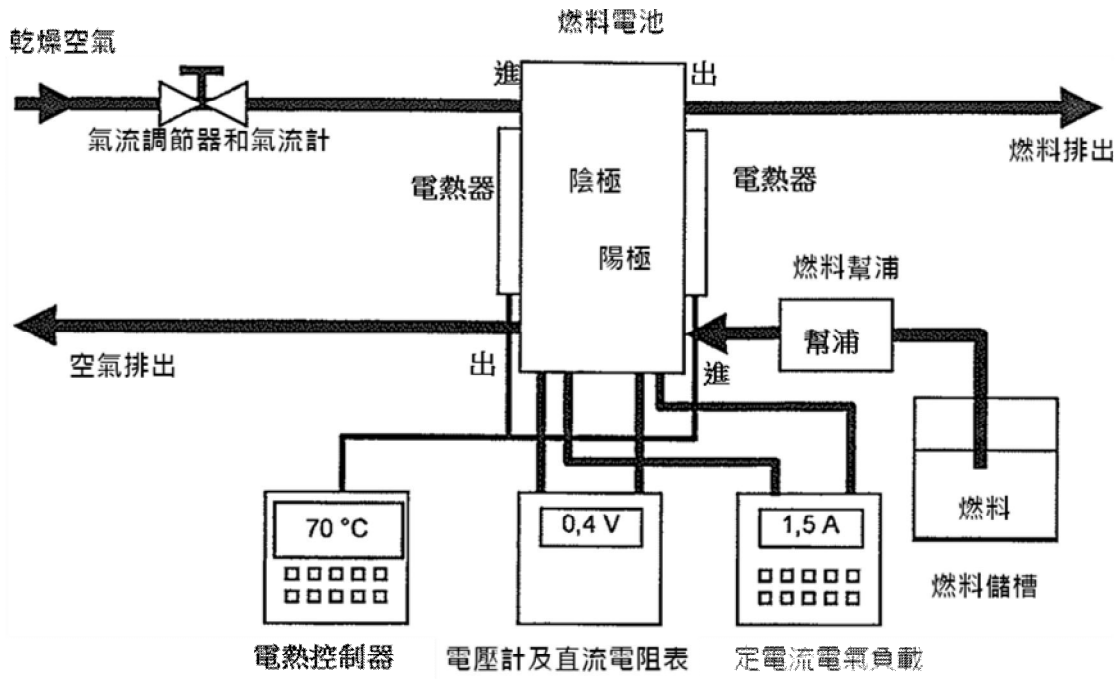 燃料電池
乾燥空氣
進
出
氣流調節器和氣流計
燃料排出
電熱器
陰極
電熱器
陽極
燃料幫浦
幫浦
空氣排出
出
進
70 °C
0,4 V
1,5 A
燃料
燃料儲槽
電熱控制器
電壓計及直流電阻表
定電流電氣負載